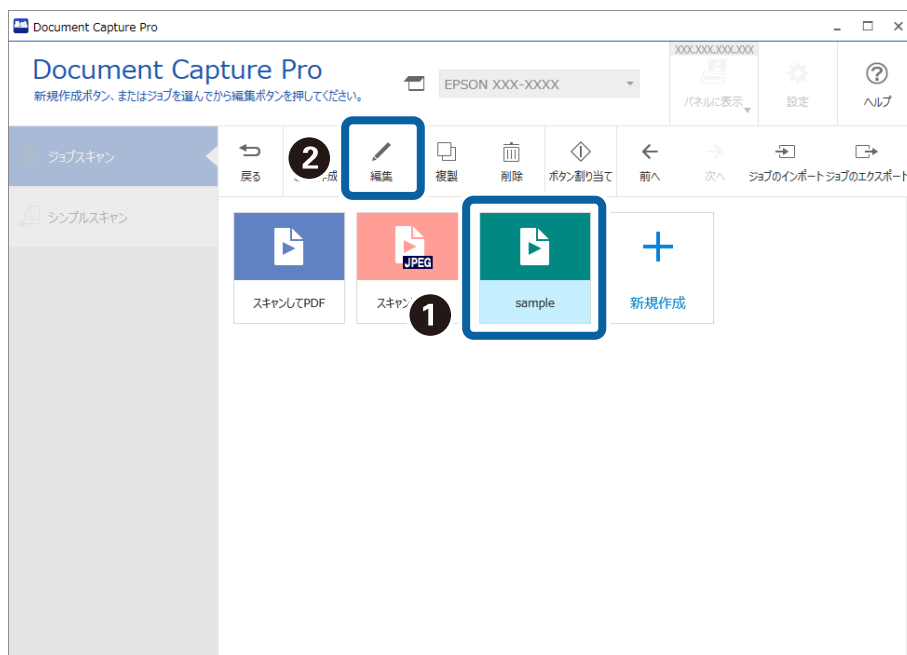 Document Capture Pro
Document Capture Pro
新規作成ボタン、またはジョブを選んでから編集ボタンを押してください。
EPSON XXX-XXXX
XXX.XXX.XXX.XXX
パネルに表示
設定
ヘルプ
ジョブスキャン
シンプルスキャン
戻る
2
成
編集
複製
削除
ボタン割り当て
前へ
次へ
ジョブのインポート
ジョブのエクスポート
JPEG
スキャンしてPDF
スキャン
1
sample
新規作成